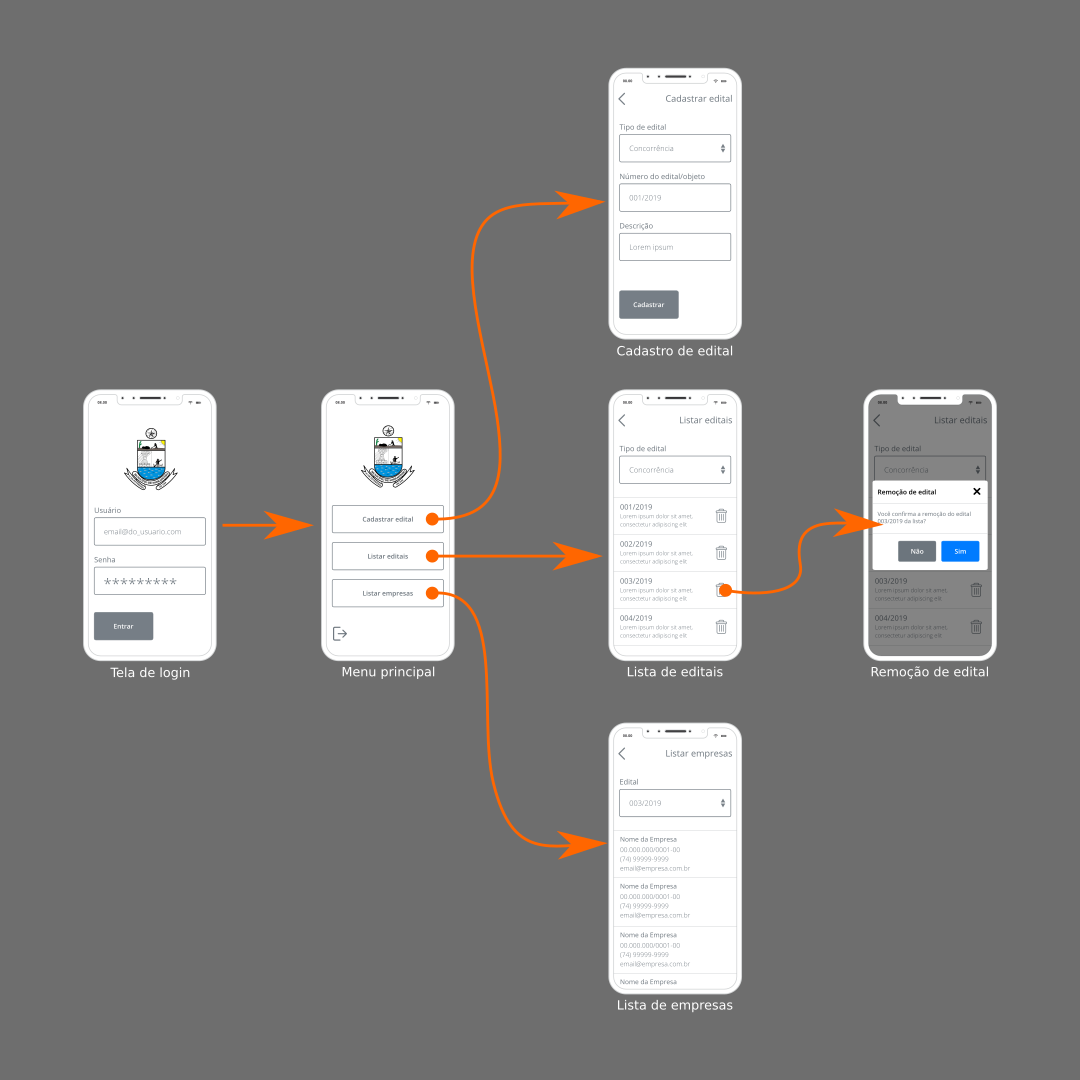 00.00
Cadastrar edital
Tipo de edital
Concorrência
Número do edital/objeto
001/2019
Descrição
Lorem ipsum
Cadastrar
Cadastro de edital
Usuário
email@do_usuario.com
Senha
*********
Entrar
Tela de login
Cadastrar edital
Listar editais
Listar empresas
Menu principal
00.00
Listar editais
Tipo de edital
Concorrência
001/2019
Lorem ipsum dolor sit amet,
consectetur adipiscing elit
002/2019
Lorem ipsum dolor sit amet,
consectetur adipiscing elit
003/2019
Lorem ipsum dolor sit amet,
consectetur adipiscing elit
004/2019
Lorem ipsum dolor sit amet,
consectetur adipiscing elit
Lista de editais
00.00
Listar editais
Tipo de edital
Concorrência
Remoção de edital
Você confirma a remoção do edital
003/2019 da lista?
Não
Sim
003/2019
Lorem ipsum dolor sit amet,
consectetur adipiscing elit
004/2019
Lorem ipsum dolor sit amet,
consectetur adipiscing elit
Remoção de edital
00.00
Listar empresas
Edital
003/2019
Nome da Empresa
00.000.000/0001-00
(74) 99999-9999
email@empresa.com.br
Nome da Empresa
00.000.000/0001-00
(74) 99999-9999
email@empresa.com.br
Nome da Empresa
00.000.000/0001-00
(74) 99999-9999
email@empresa.com.br
Nome da Empresa
Lista de empresas